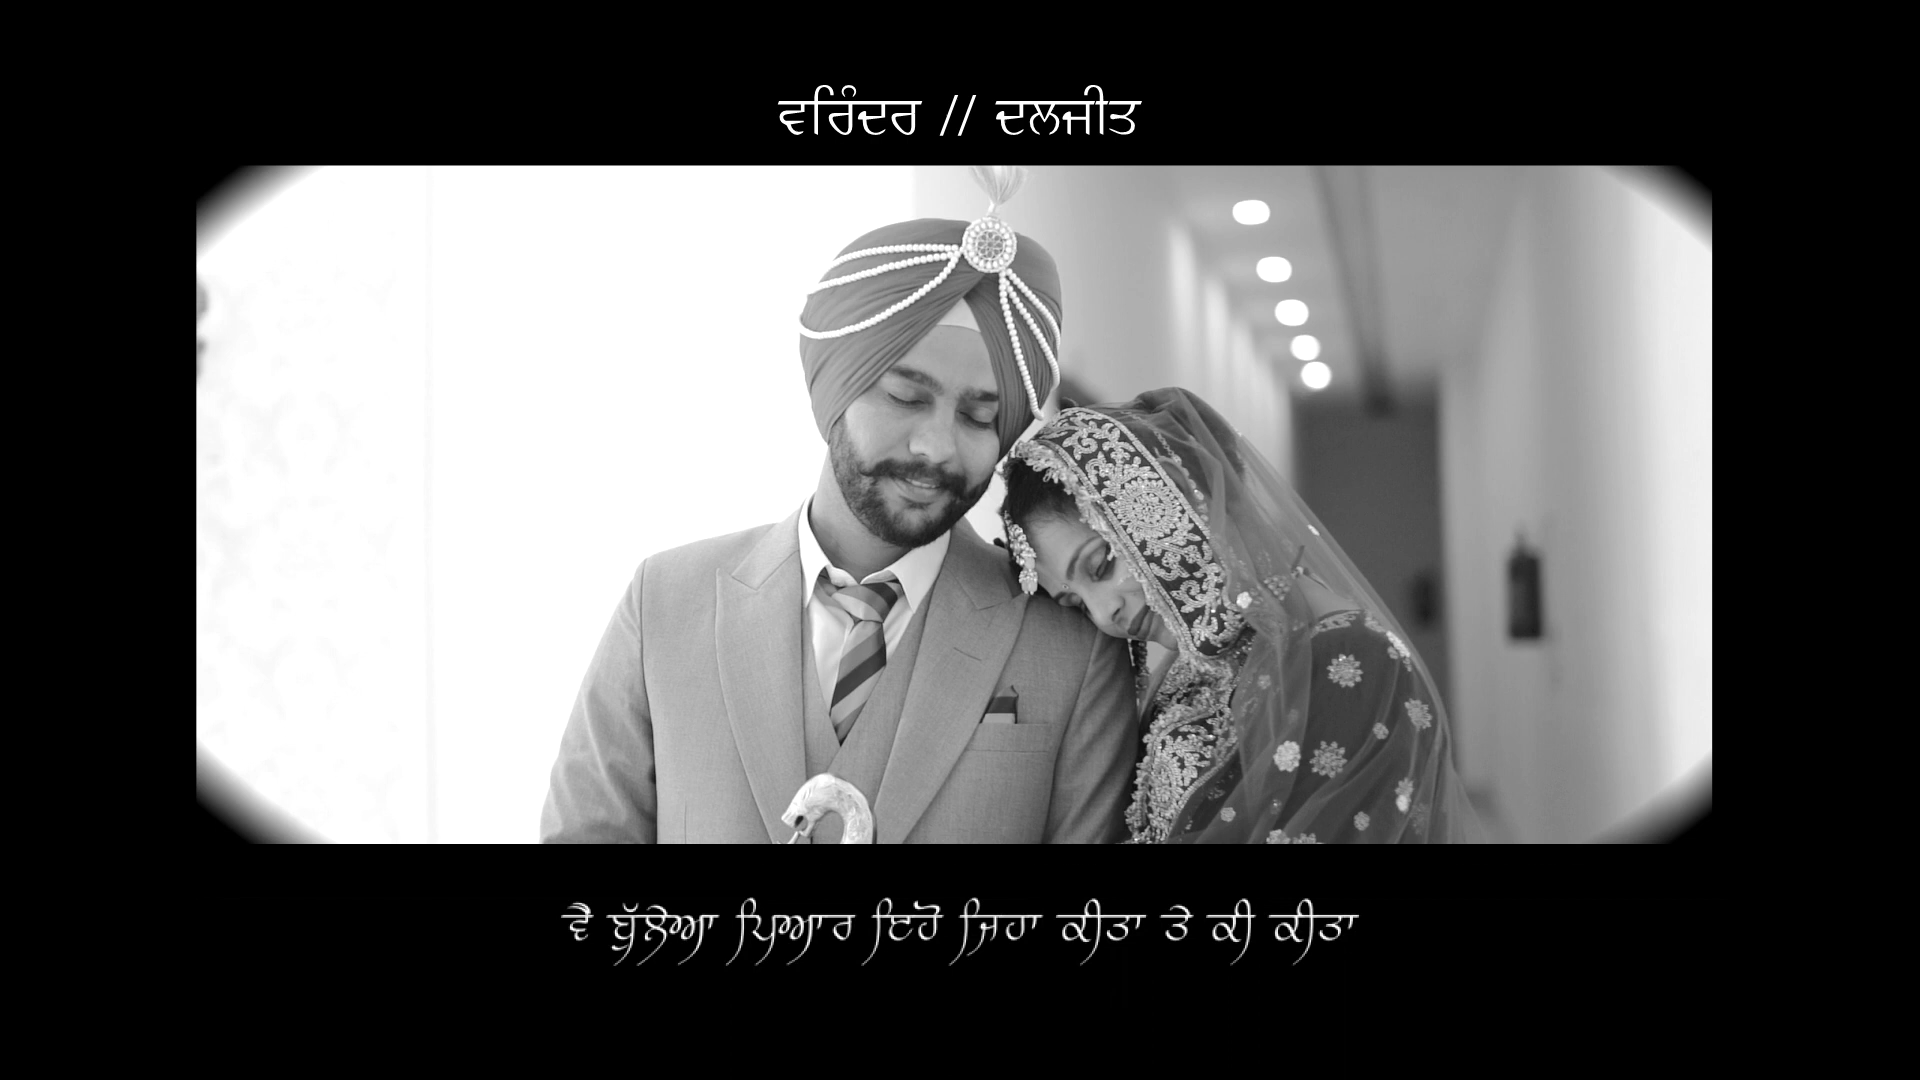 ਵਰਿੰਦਰ // ਦਲਜੀਤ
ਵੈ ਬੁੱਲੇਆ ਪਿਆਰ ਇਹੋ ਜਿਹਾ ਕੀਤਾ ਤੇ ਕੀ ਕੀਤਾ